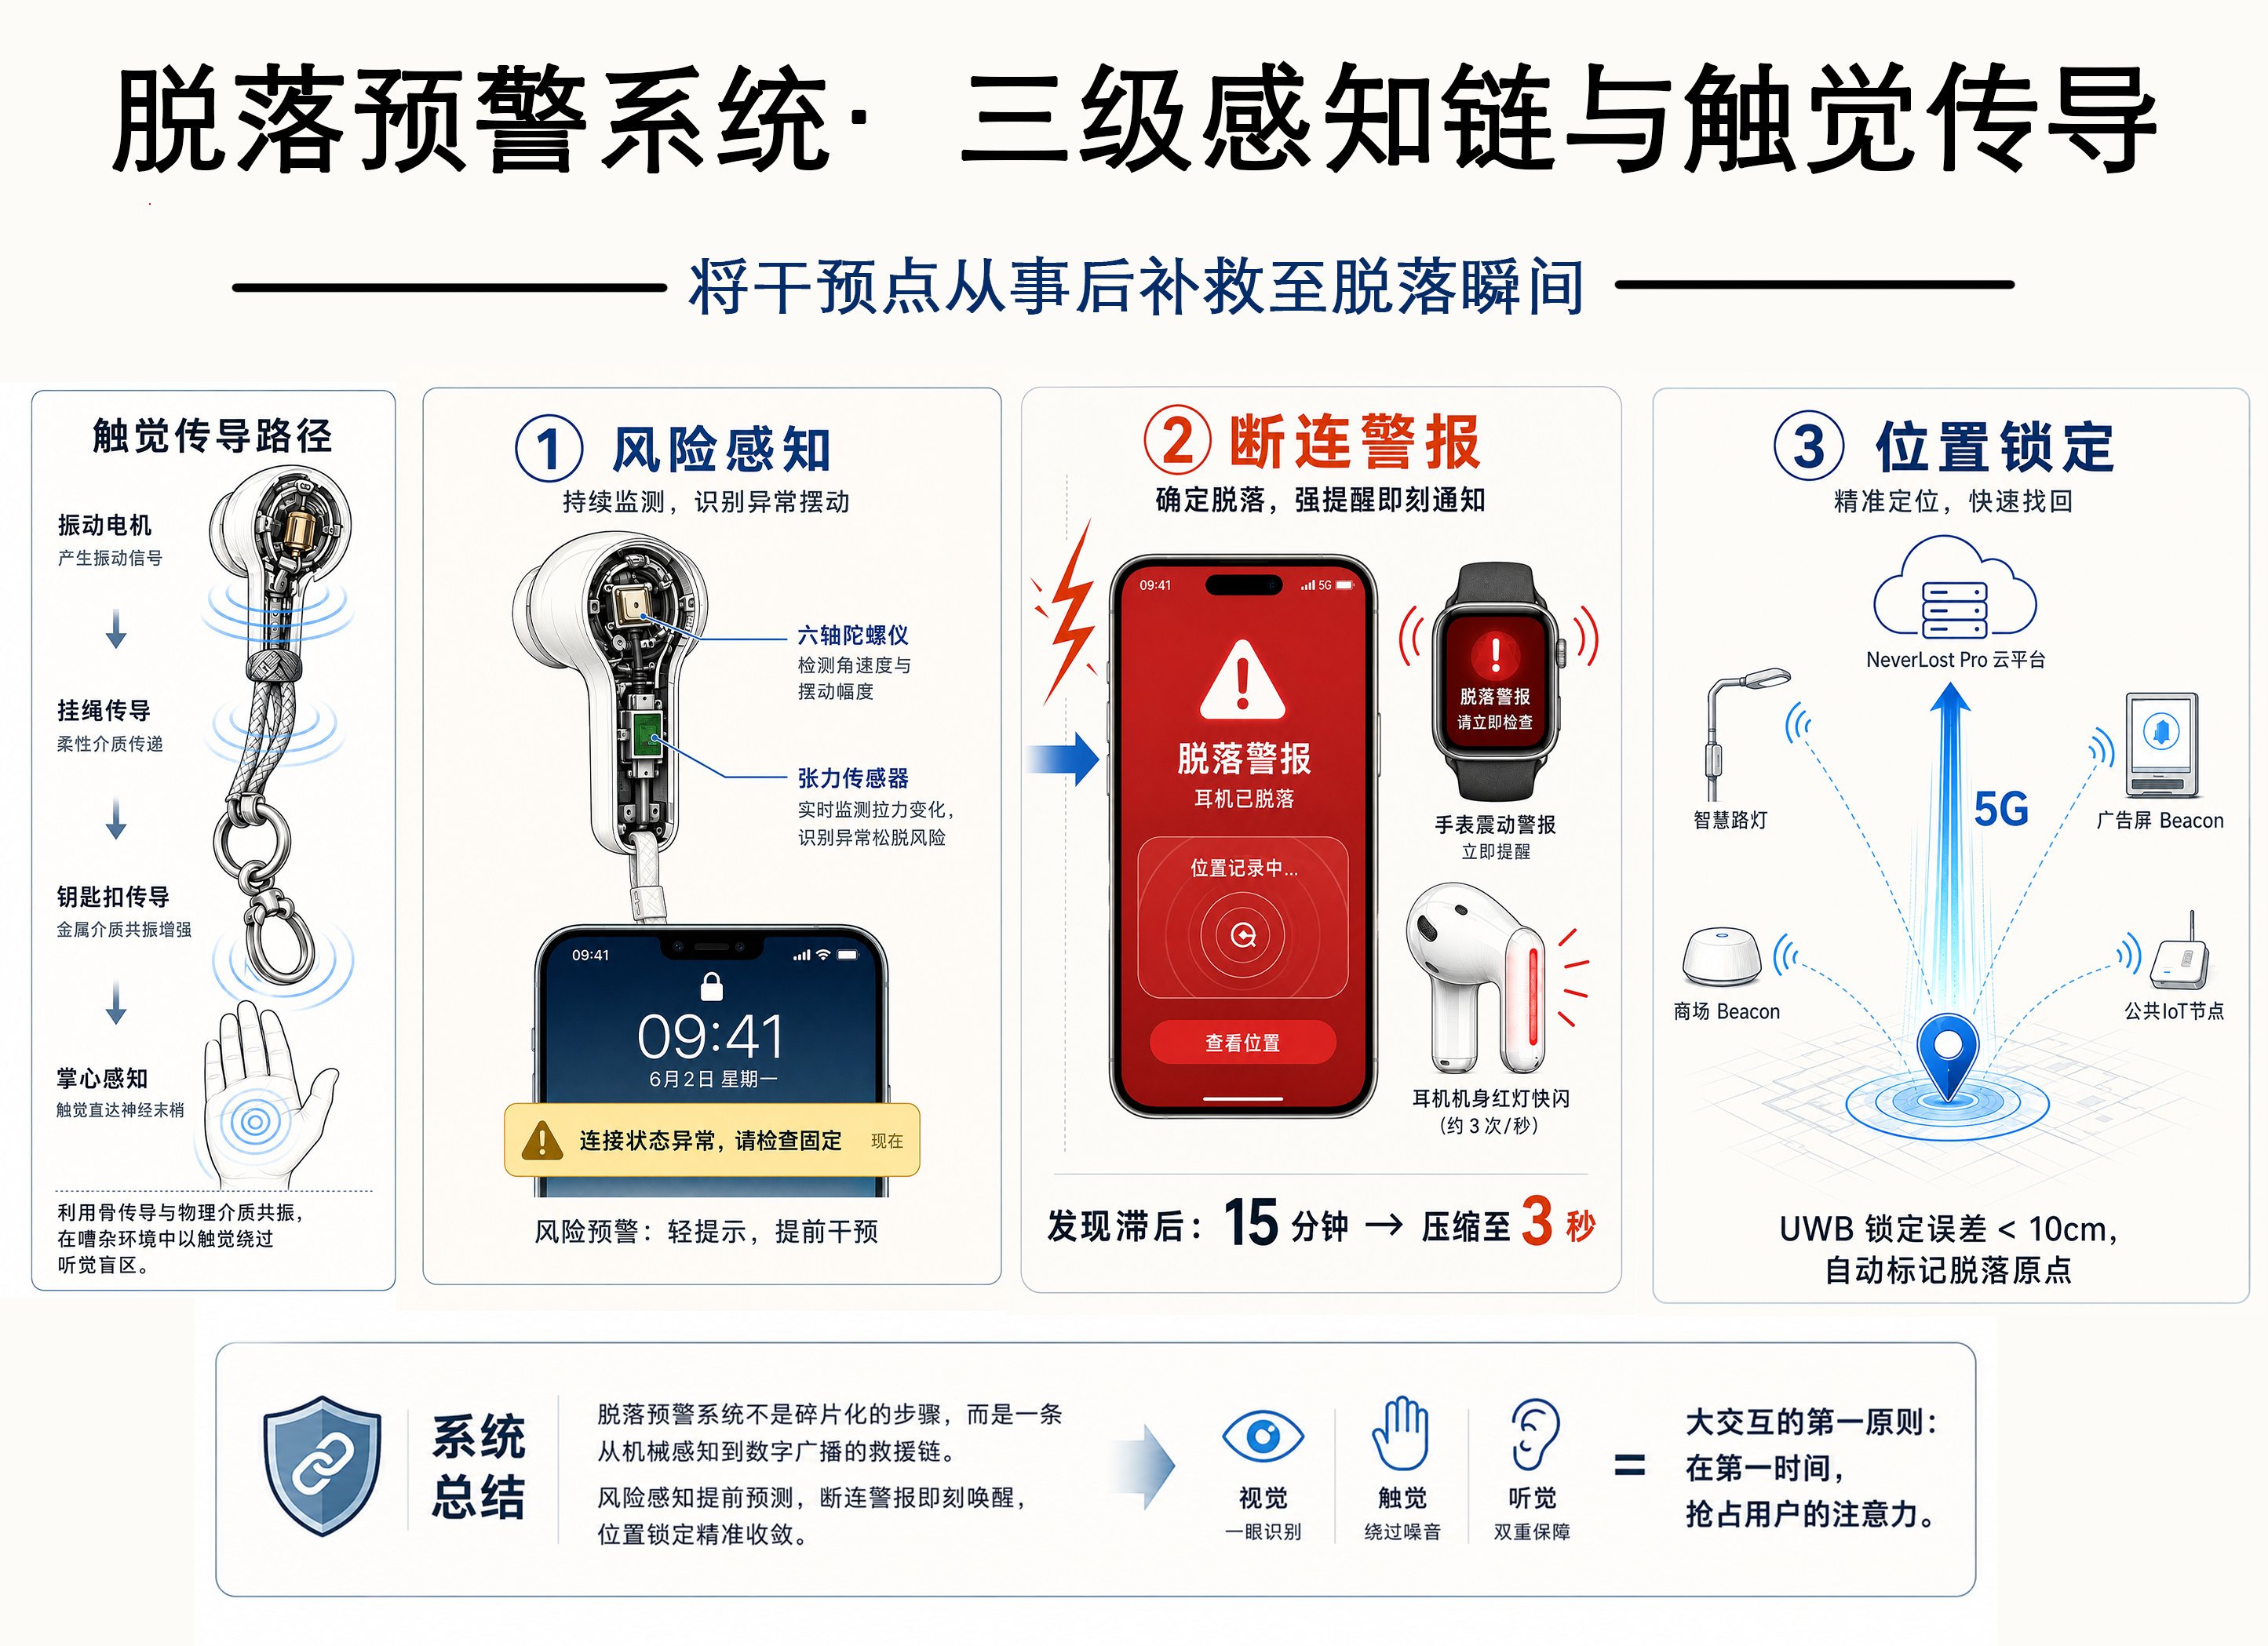 脱落预警系统· 三级感知链与触觉传导
将干预点从事后补救至脱落瞬间
触觉传导路径
振动电机
产生振动信号
挂绳传导
柔性介质传递
钥匙扣传导
金属介质共振增强
掌心感知
触觉直达神经末梢
利用骨传导与物理介质共振，
在嘈杂环境中以触觉绕过
听觉盲区。
1 风险感知
持续监测，识别异常摆动
六轴陀螺仪
检测角速度与
摆动幅度
张力传感器
实时监测拉力变化，
识别异常松脱风险
09:41
09:41
6月2日 星期一
连接状态异常，请检查固定 现在
风险预警：轻提示，提前干预
2 断连警报
确定脱落，强提醒即刻通知
09:41 5G
脱落警报
耳机已脱落
位置记录中...
查看位置
脱落警报
请立即检查
手表震动警报
立即提醒
耳机机身红灯快闪
（约 3 次/秒）
发现滞后：15 分钟 → 压缩至 3 秒
3 位置锁定
精准定位，快速找回
NeverLost Pro 云平台
智慧路灯
5G
广告屏 Beacon
商场 Beacon
公共IoT节点
UWB 锁定误差 < 10cm，
自动标记脱落原点
系统
总结
脱落预警系统不是碎片化的步骤，而是一条
从机械感知到数字广播的救援链。
风险感知提前预测，断连警报即刻唤醒，
位置锁定精准收敛。
视觉
一眼识别
触觉
绕过噪音
听觉
双重保障
=
大交互的第一原则：
在第一时间，
抢占用户的注意力。